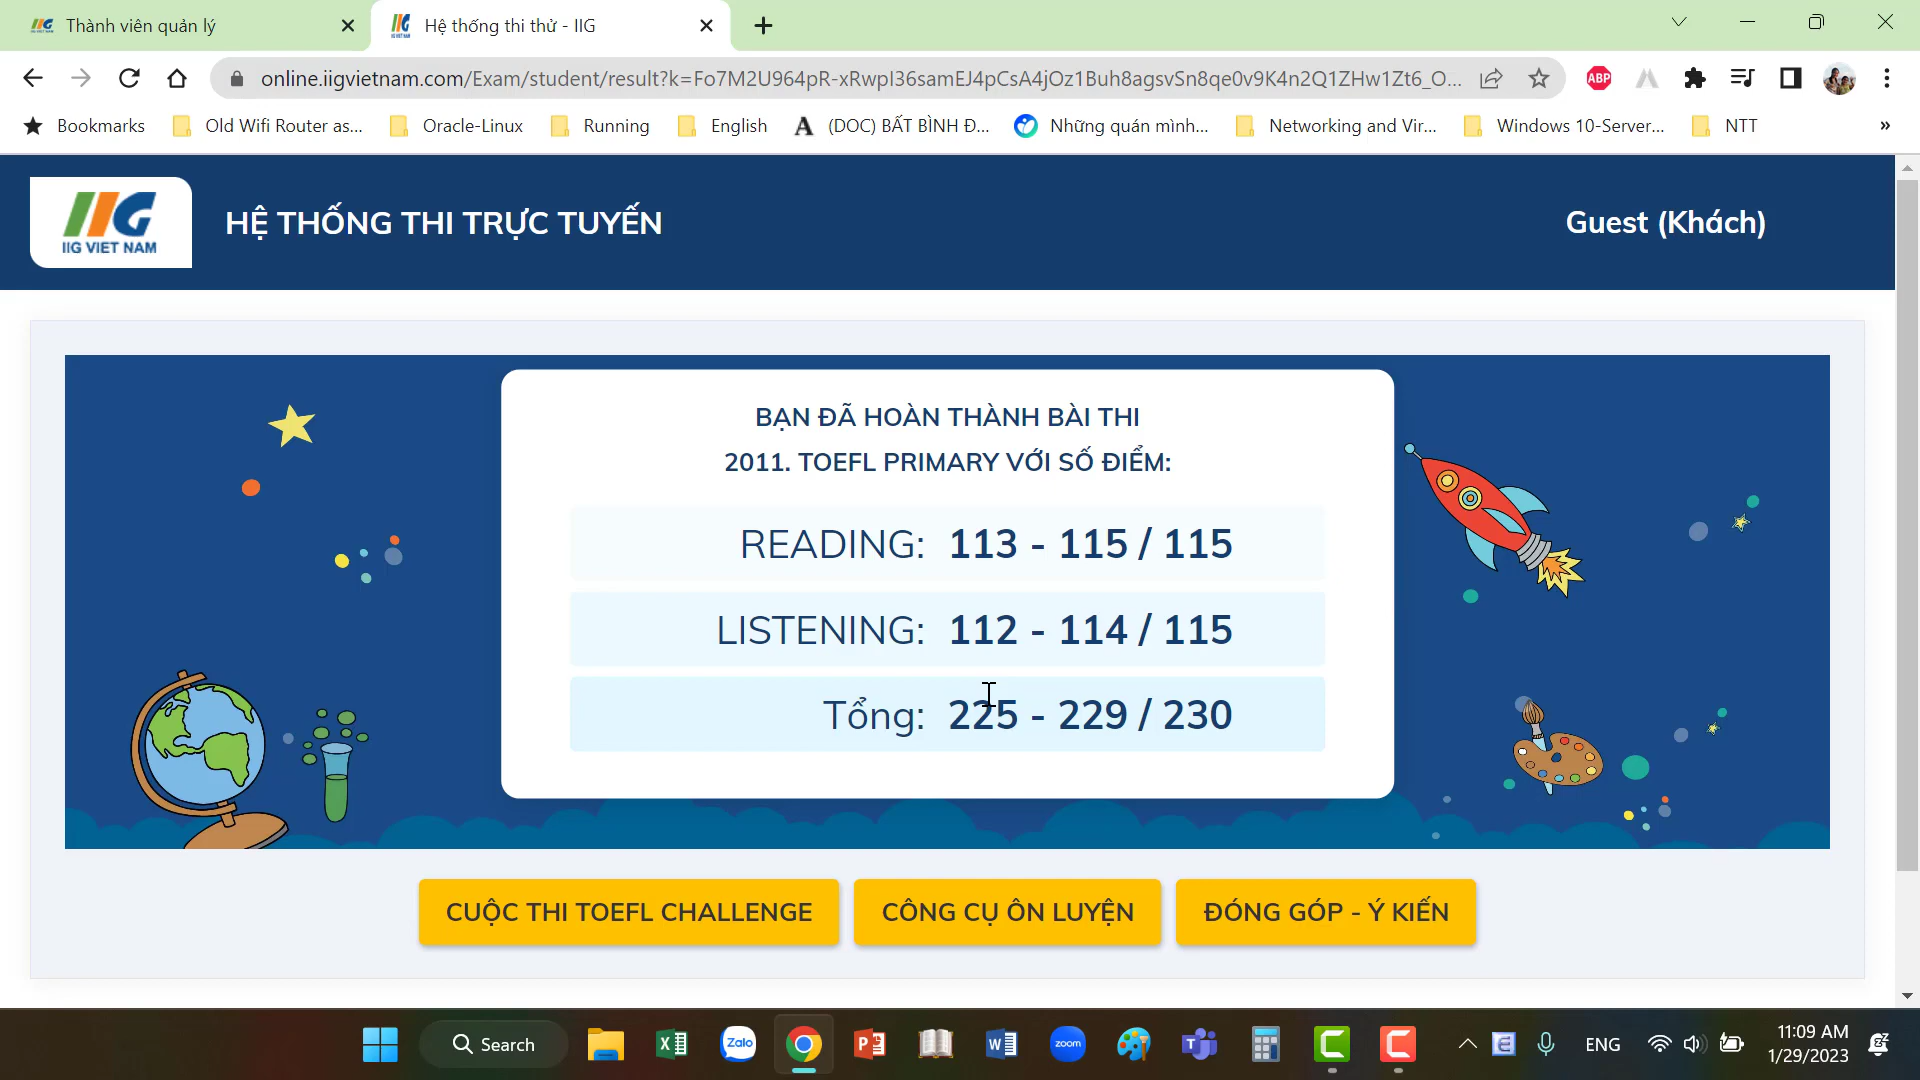 Thành viên quản lý
Hệ thống thi thử - IIG
online.iigvietnam.com/Exam/student/result?k=Fo7M2U964pR-xRwpI36samEJ4pCsA4jOz1Buh8agsvSn8qe0v9K4n2Q1ZHw1Zt6_O...
ABP
Bookmarks
Old Wifi Router as...
Oracle-Linux
Running
English
(DOC) BẤT BÌNH Đ...
Những quán mình...
Networking and Vir...
Windows 10-Server...
NTT
IIG VIET NAM
HỆ THỐNG THI TRỰC TUYẾN
Guest (Khách)
BẠN ĐÃ HOÀN THÀNH BÀI THI
2011. TOEFL PRIMARY VỚI SỐ ĐIỂM:
READING: 113 - 115 / 115
LISTENING: 112 - 114 / 115
Tổng: 225 - 229 / 230
CUỘC THI TOEFL CHALLENGE
CÔNG CỤ ÔN LUYỆN
ĐÓNG GÓP - Ý KIẾN
Search
Zalo
zoom
ENG
11:09 AM
1/29/2023